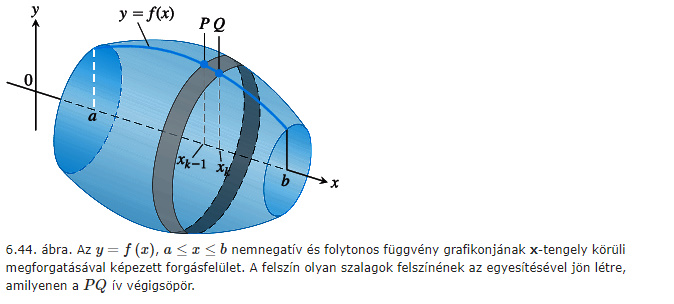 y
y = f(x)
P Q
0
a
x_{k-1} x_k
b
x
6.44. ábra. Az y = f (x), a ≤ x ≤ b nemnegatív és folytonos függvény grafikonjának x-tengely körüli
megforgatásával képezett forgásfelület. A felszín olyan szalagok felszínének az egyesítésével jön létre,
amilyenen a PQ ív végigsöpör.